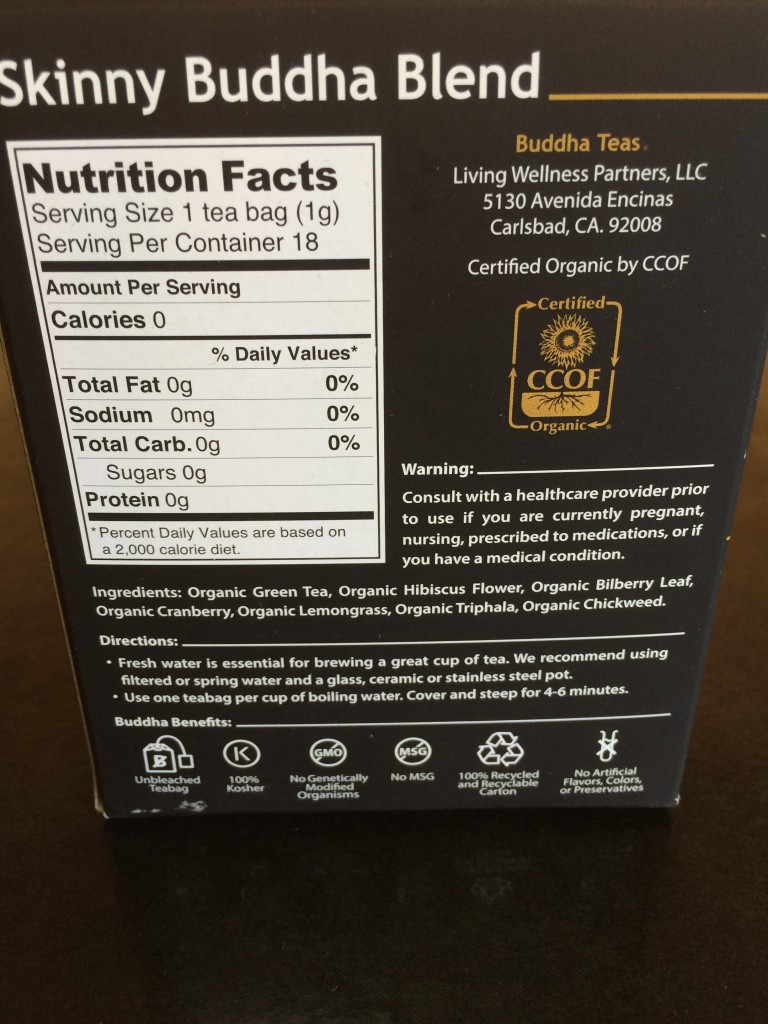 Skinny Buddha Blend
Nutrition Facts
Serving Size 1 tea bag (1g)
Serving Per Container 18
Amount Per Serving
Calories 0
% Daily Values*
Total Fat 0g 0%
Sodium 0mg 0%
Total Carb. 0g 0%
Sugars 0g
Protein 0g
*Percent Daily Values are based on
a 2,000 calorie diet.
Buddha Teas
Living Wellness Partners, LLC
5130 Avenida Encinas
Carlsbad, CA. 92008
Certified Organic by CCOF
Certified
CCOF
Organic
Warning:
Consult with a healthcare provider prior
to use if you are currently pregnant,
nursing, prescribed to medications, or if
you have a medical condition.
Ingredients: Organic Green Tea, Organic Hibiscus Flower, Organic Bilberry Leaf,
Organic Cranberry, Organic Lemongrass, Organic Triphala, Organic Chickweed.
Directions:
• Fresh water is essential for brewing a great cup of tea. We recommend using
filtered or spring water and a glass, ceramic or stainless steel pot.
• Use one teabag per cup of boiling water. Cover and steep for 4-6 minutes.
Buddha Benefits:
B
Unbleached
Teabag
K
100%
Kosher
GMO
No Genetically
Modified
Organisms
MSG
No MSG
100% Recycled
and Recyclable
Carton
No Artificial
Flavors, Colors,
or Preservatives